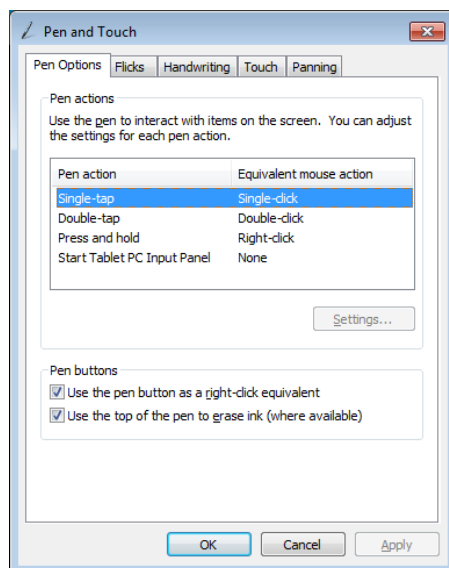 Pen and Touch
Pen Options Flicks Handwriting Touch Panning
Pen actions
Use the pen to interact with items on the screen. You can adjust
the settings for each pen action.
Pen action Equivalent mouse action
Single-tap Single-click
Double-tap Double-click
Press and hold Right-click
Start Tablet PC Input Panel None
Settings...
Pen buttons
Use the pen button as a right-click equivalent
Use the top of the pen to erase ink (where available)
OK Cancel Apply